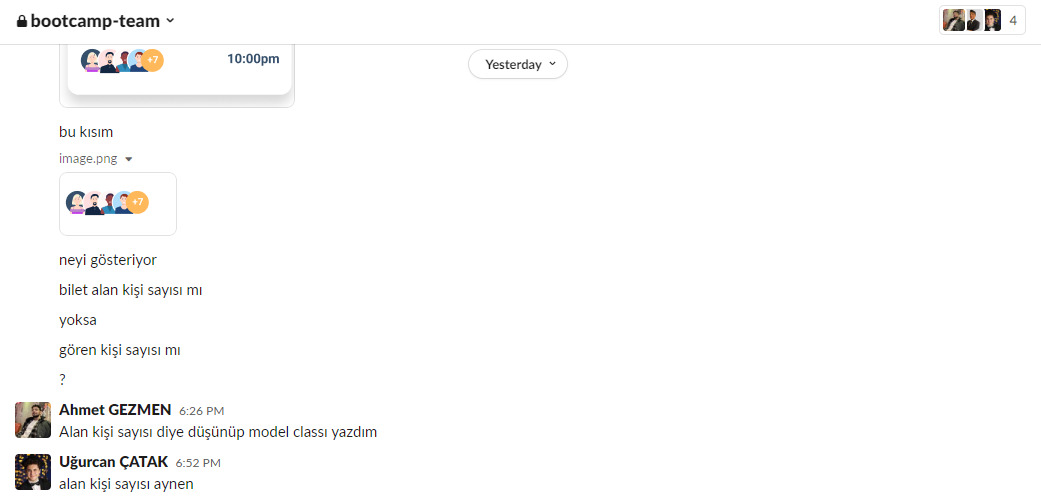 bootcamp-team
4
+7
10:00pm
Yesterday
bu kısım
image.png
+7
neyi gösteriyor
bilet alan kişi sayısı mı
yoksa
gören kişi sayısı mı
?
Ahmet GEZMEN 6:26 PM
Alan kişi sayısı diye düşünüp model classı yazdım
Uğurcan ÇATAK 6:52 PM
alan kişi sayısı aynen